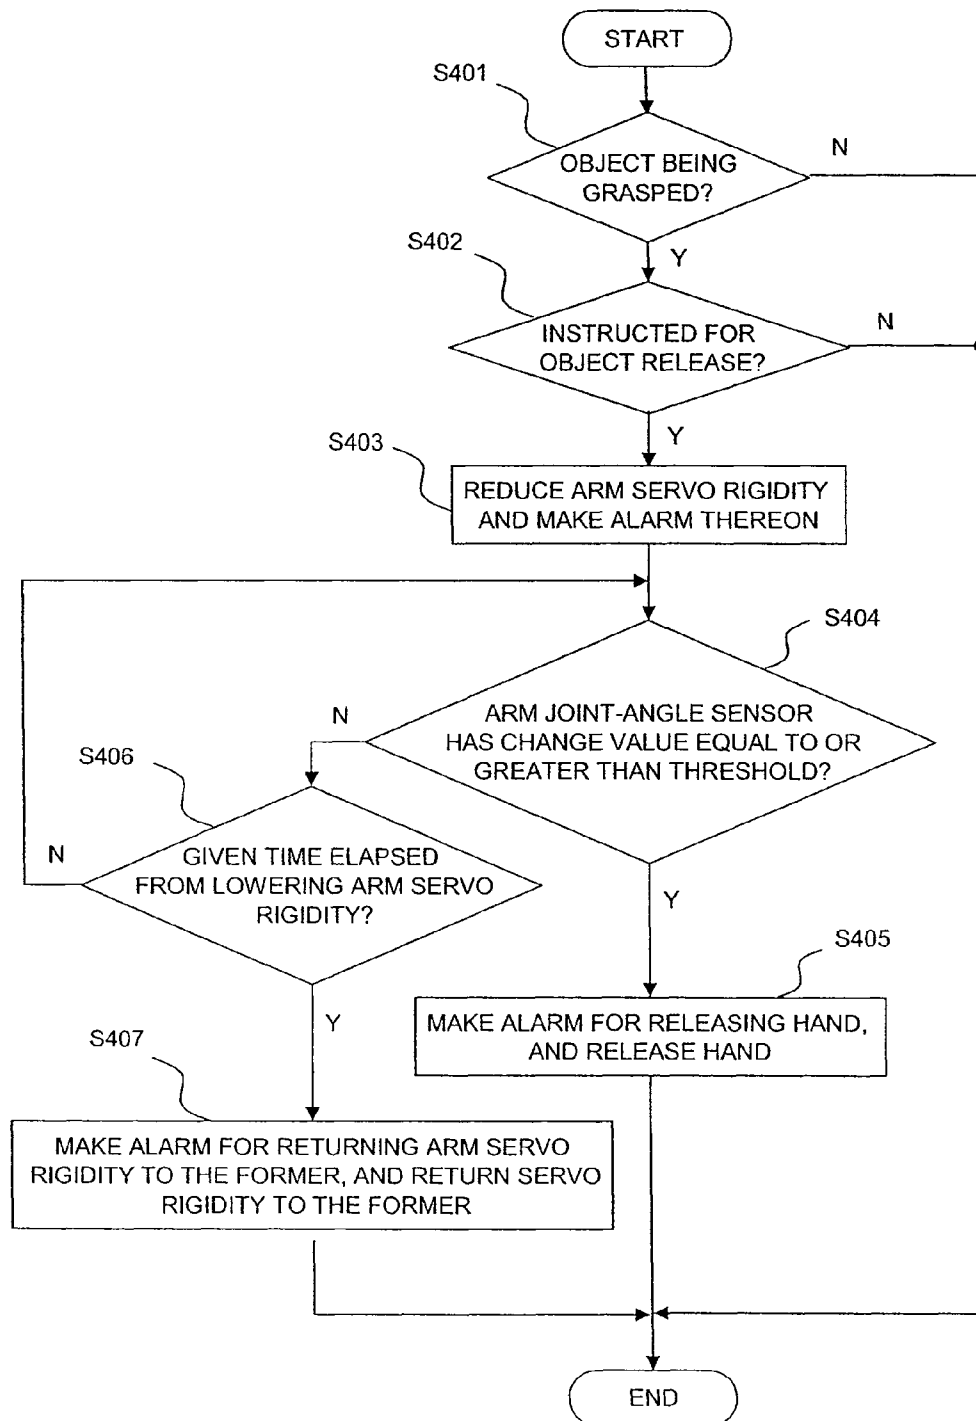 START
S401
OBJECT BEING
GRASPED?
N
Y
S402
INSTRUCTED FOR
OBJECT RELEASE?
N
Y
S403
REDUCE ARM SERVO RIGIDITY
AND MAKE ALARM THEREON
S404
ARM JOINT-ANGLE SENSOR
HAS CHANGE VALUE EQUAL TO OR
GREATER THAN THRESHOLD?
N
Y
S406
GIVEN TIME ELAPSED
FROM LOWERING ARM SERVO
RIGIDITY?
N
Y
S405
MAKE ALARM FOR RELEASING HAND,
AND RELEASE HAND
S407
MAKE ALARM FOR RETURNING ARM SERVO
RIGIDITY TO THE FORMER, AND RETURN SERVO
RIGIDITY TO THE FORMER
END